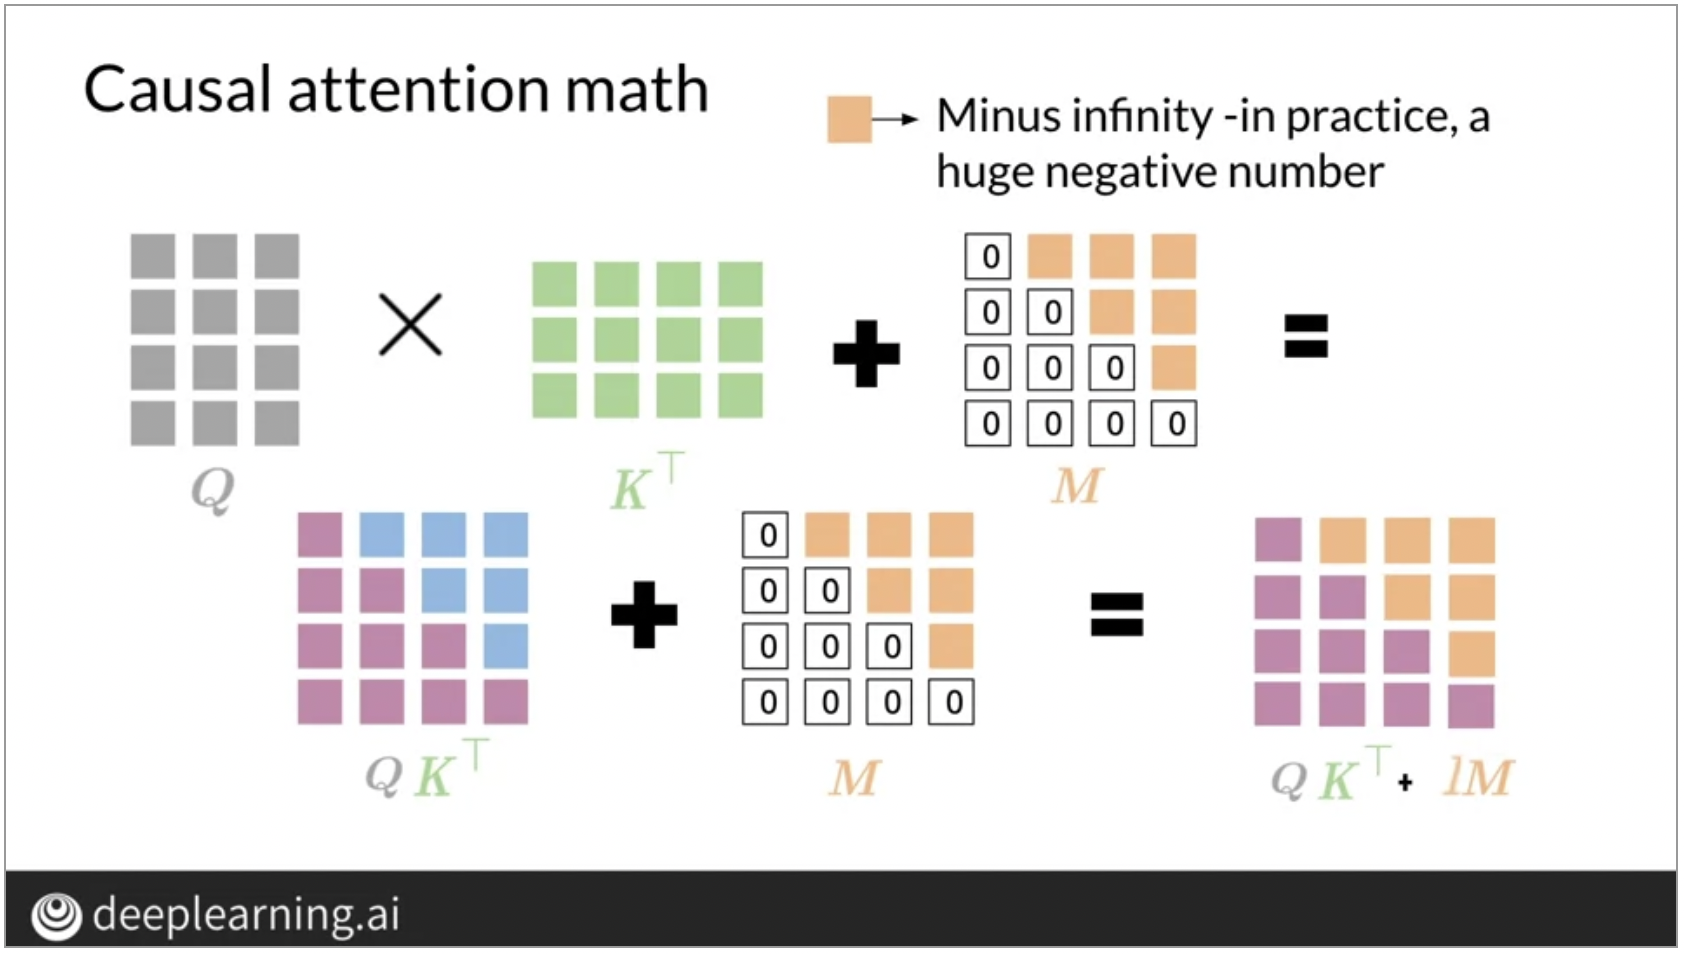 Causal attention math
Minus infinity -in practice, a
huge negative number
0
0 0
0 0 0
0 0 0 0
Q
K⊤
M
0
0 0
0 0 0
0 0 0 0
Q K⊤
M
Q K⊤ + lM
deeplearning.ai